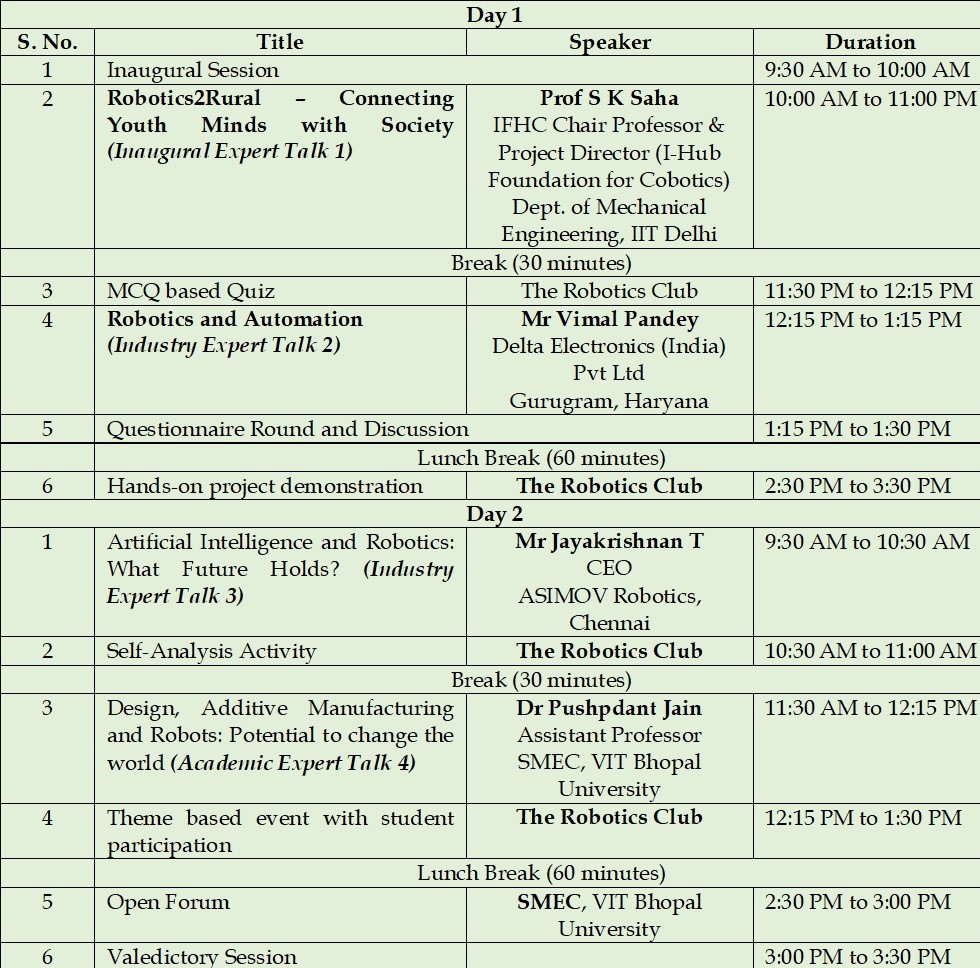 Day 1
S. No. Title Speaker Duration
1 Inaugural Session 9:30 AM to 10:00 AM
2 Robotics2Rural – Connecting Prof S K Saha 10:00 AM to 11:00 PM
Youth Minds with Society IFHC Chair Professor &
(Inaugural Expert Talk 1) Project Director (I-Hub
Foundation for Cobotics)
Dept. of Mechanical
Engineering, IIT Delhi
Break (30 minutes)
3 MCQ based Quiz The Robotics Club 11:30 PM to 12:15 PM
4 Robotics and Automation Mr Vimal Pandey 12:15 PM to 1:15 PM
(Industry Expert Talk 2) Delta Electronics (India)
Pvt Ltd
Gurugram, Haryana
5 Questionnaire Round and Discussion 1:15 PM to 1:30 PM
Lunch Break (60 minutes)
6 Hands-on project demonstration The Robotics Club 2:30 PM to 3:30 PM
Day 2
1 Artificial Intelligence and Robotics: Mr Jayakrishnan T 9:30 AM to 10:30 AM
What Future Holds? (Industry CEO
Expert Talk 3) ASIMOV Robotics,
Chennai
2 Self-Analysis Activity The Robotics Club 10:30 AM to 11:00 AM
Break (30 minutes)
3 Design, Additive Manufacturing Dr Pushpdant Jain 11:30 AM to 12:15 PM
and Robots: Potential to change the Assistant Professor
world (Academic Expert Talk 4) SMEC, VIT Bhopal
University
4 Theme based event with student The Robotics Club 12:15 PM to 1:30 PM
participation
Lunch Break (60 minutes)
5 Open Forum SMEC, VIT Bhopal 2:30 PM to 3:00 PM
University
6 Valedictory Session 3:00 PM to 3:30 PM